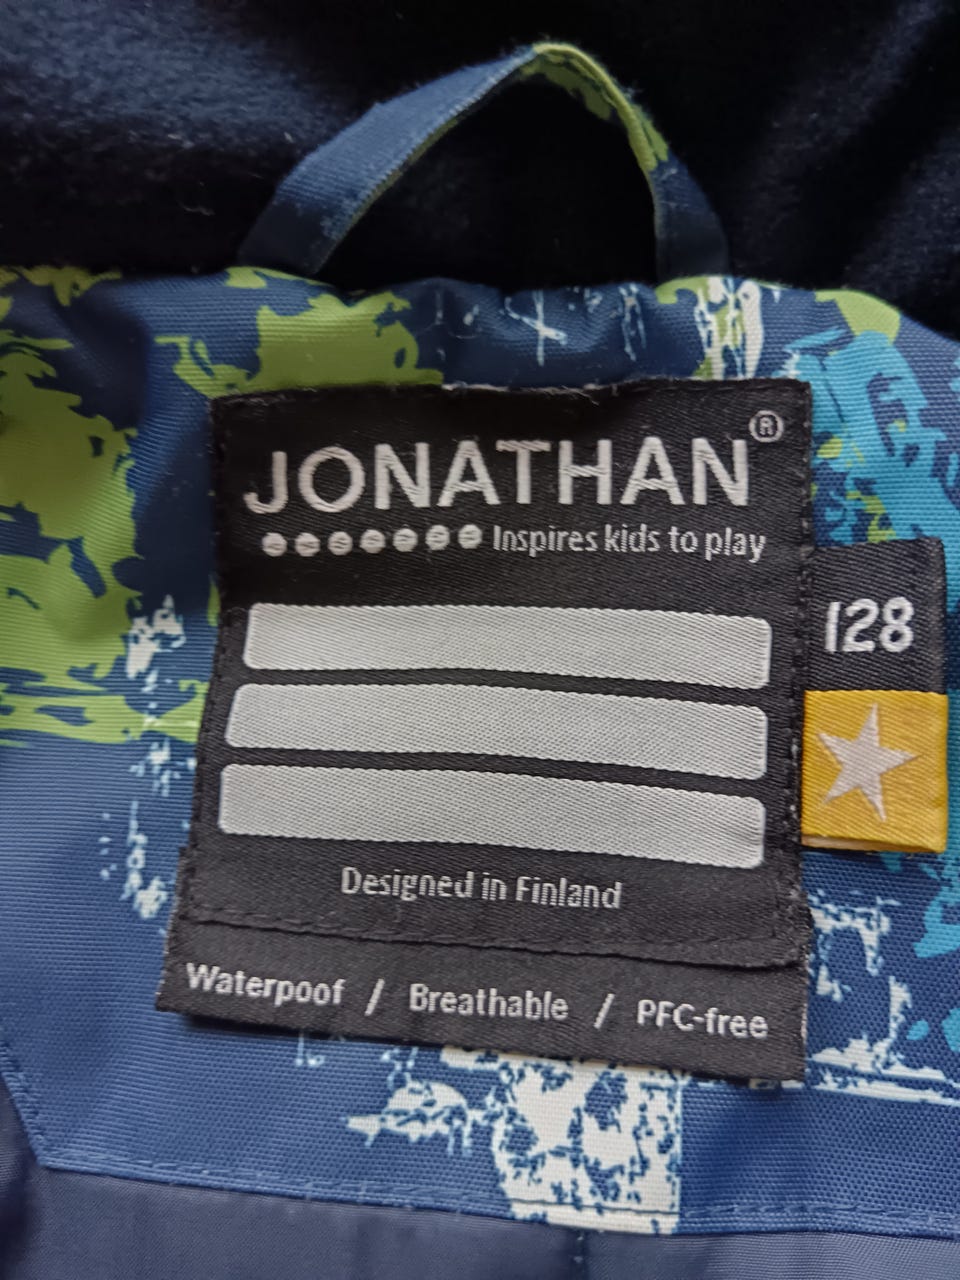 JONATHAN®
Inspires kids to play
128
Designed in Finland
Waterpoof / Breathable / PFC-free